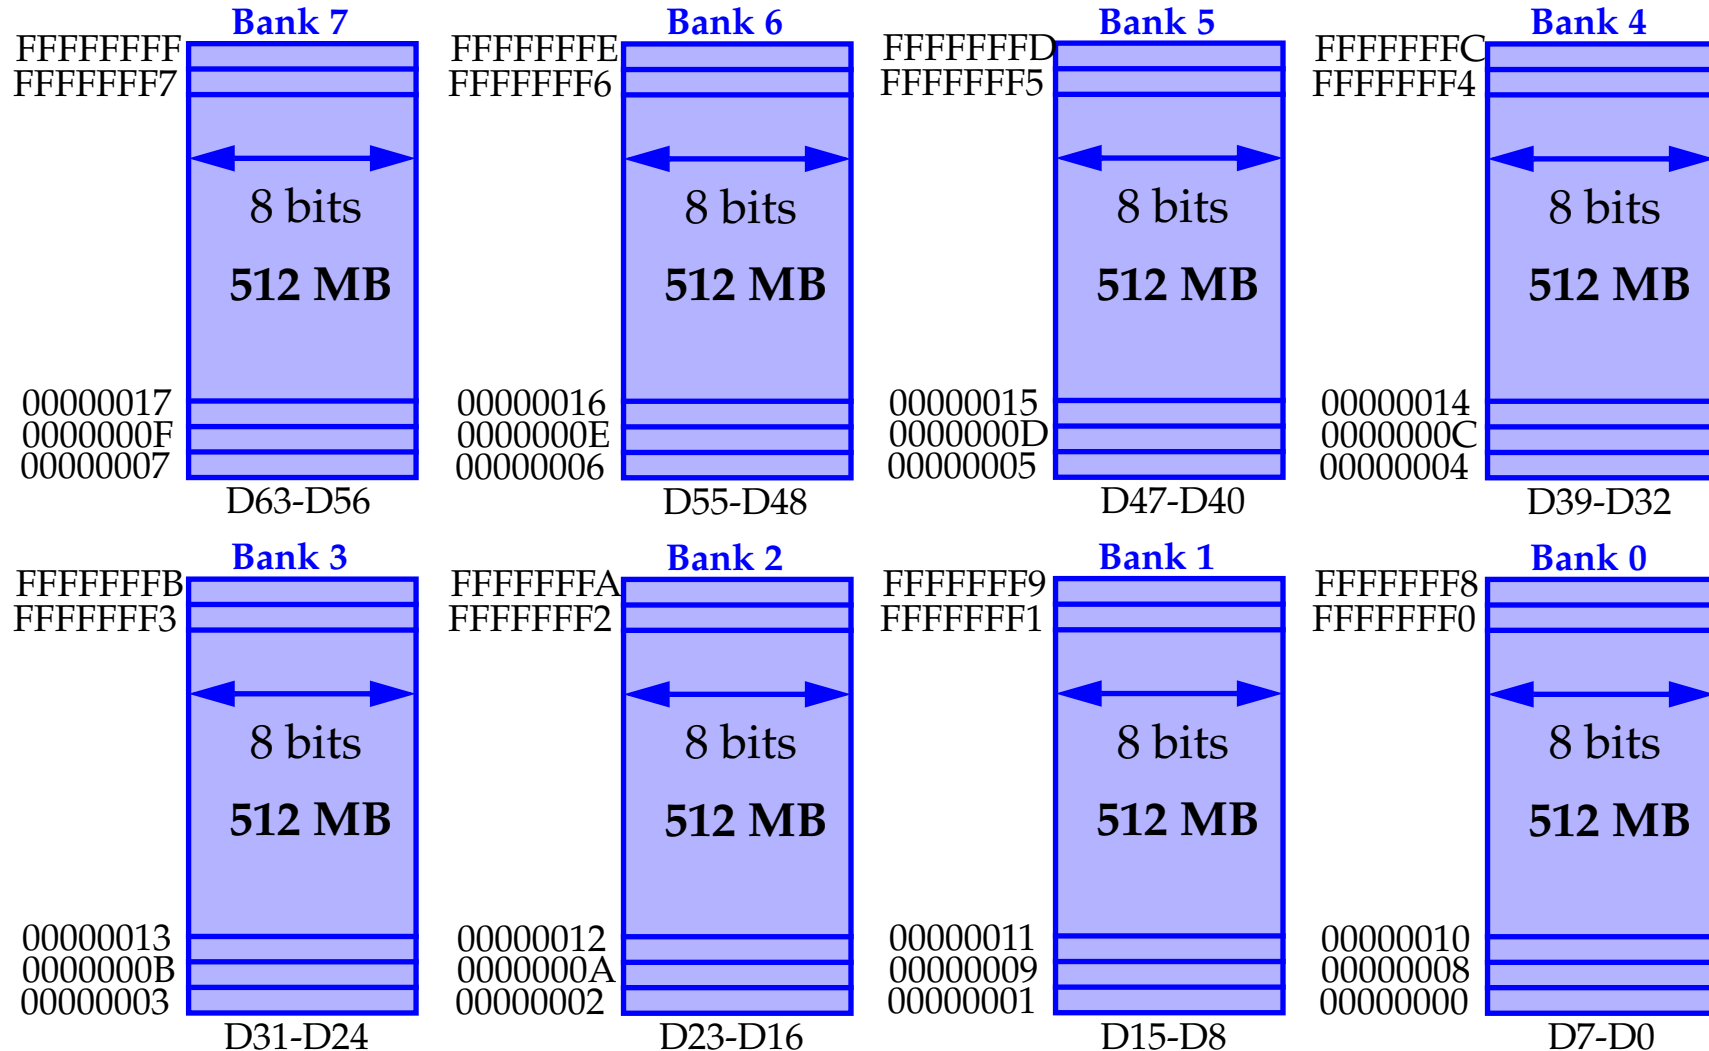 Bank 7
FFFFFFFF
FFFFFFF7
8 bits
512 MB
00000017
0000000F
00000007
D63-D56
Bank 6
FFFFFFFE
FFFFFFF6
8 bits
512 MB
00000016
0000000E
00000006
D55-D48
Bank 5
FFFFFFFD
FFFFFFF5
8 bits
512 MB
00000015
0000000D
00000005
D47-D40
Bank 4
FFFFFFFC
FFFFFFF4
8 bits
512 MB
00000014
0000000C
00000004
D39-D32
Bank 3
FFFFFFFB
FFFFFFF3
8 bits
512 MB
00000013
0000000B
00000003
D31-D24
Bank 2
FFFFFFFA
FFFFFFF2
8 bits
512 MB
00000012
0000000A
00000002
D23-D16
Bank 1
FFFFFFF9
FFFFFFF1
8 bits
512 MB
00000011
00000009
00000001
D15-D8
Bank 0
FFFFFFF8
FFFFFFF0
8 bits
512 MB
00000010
00000008
00000000
D7-D0